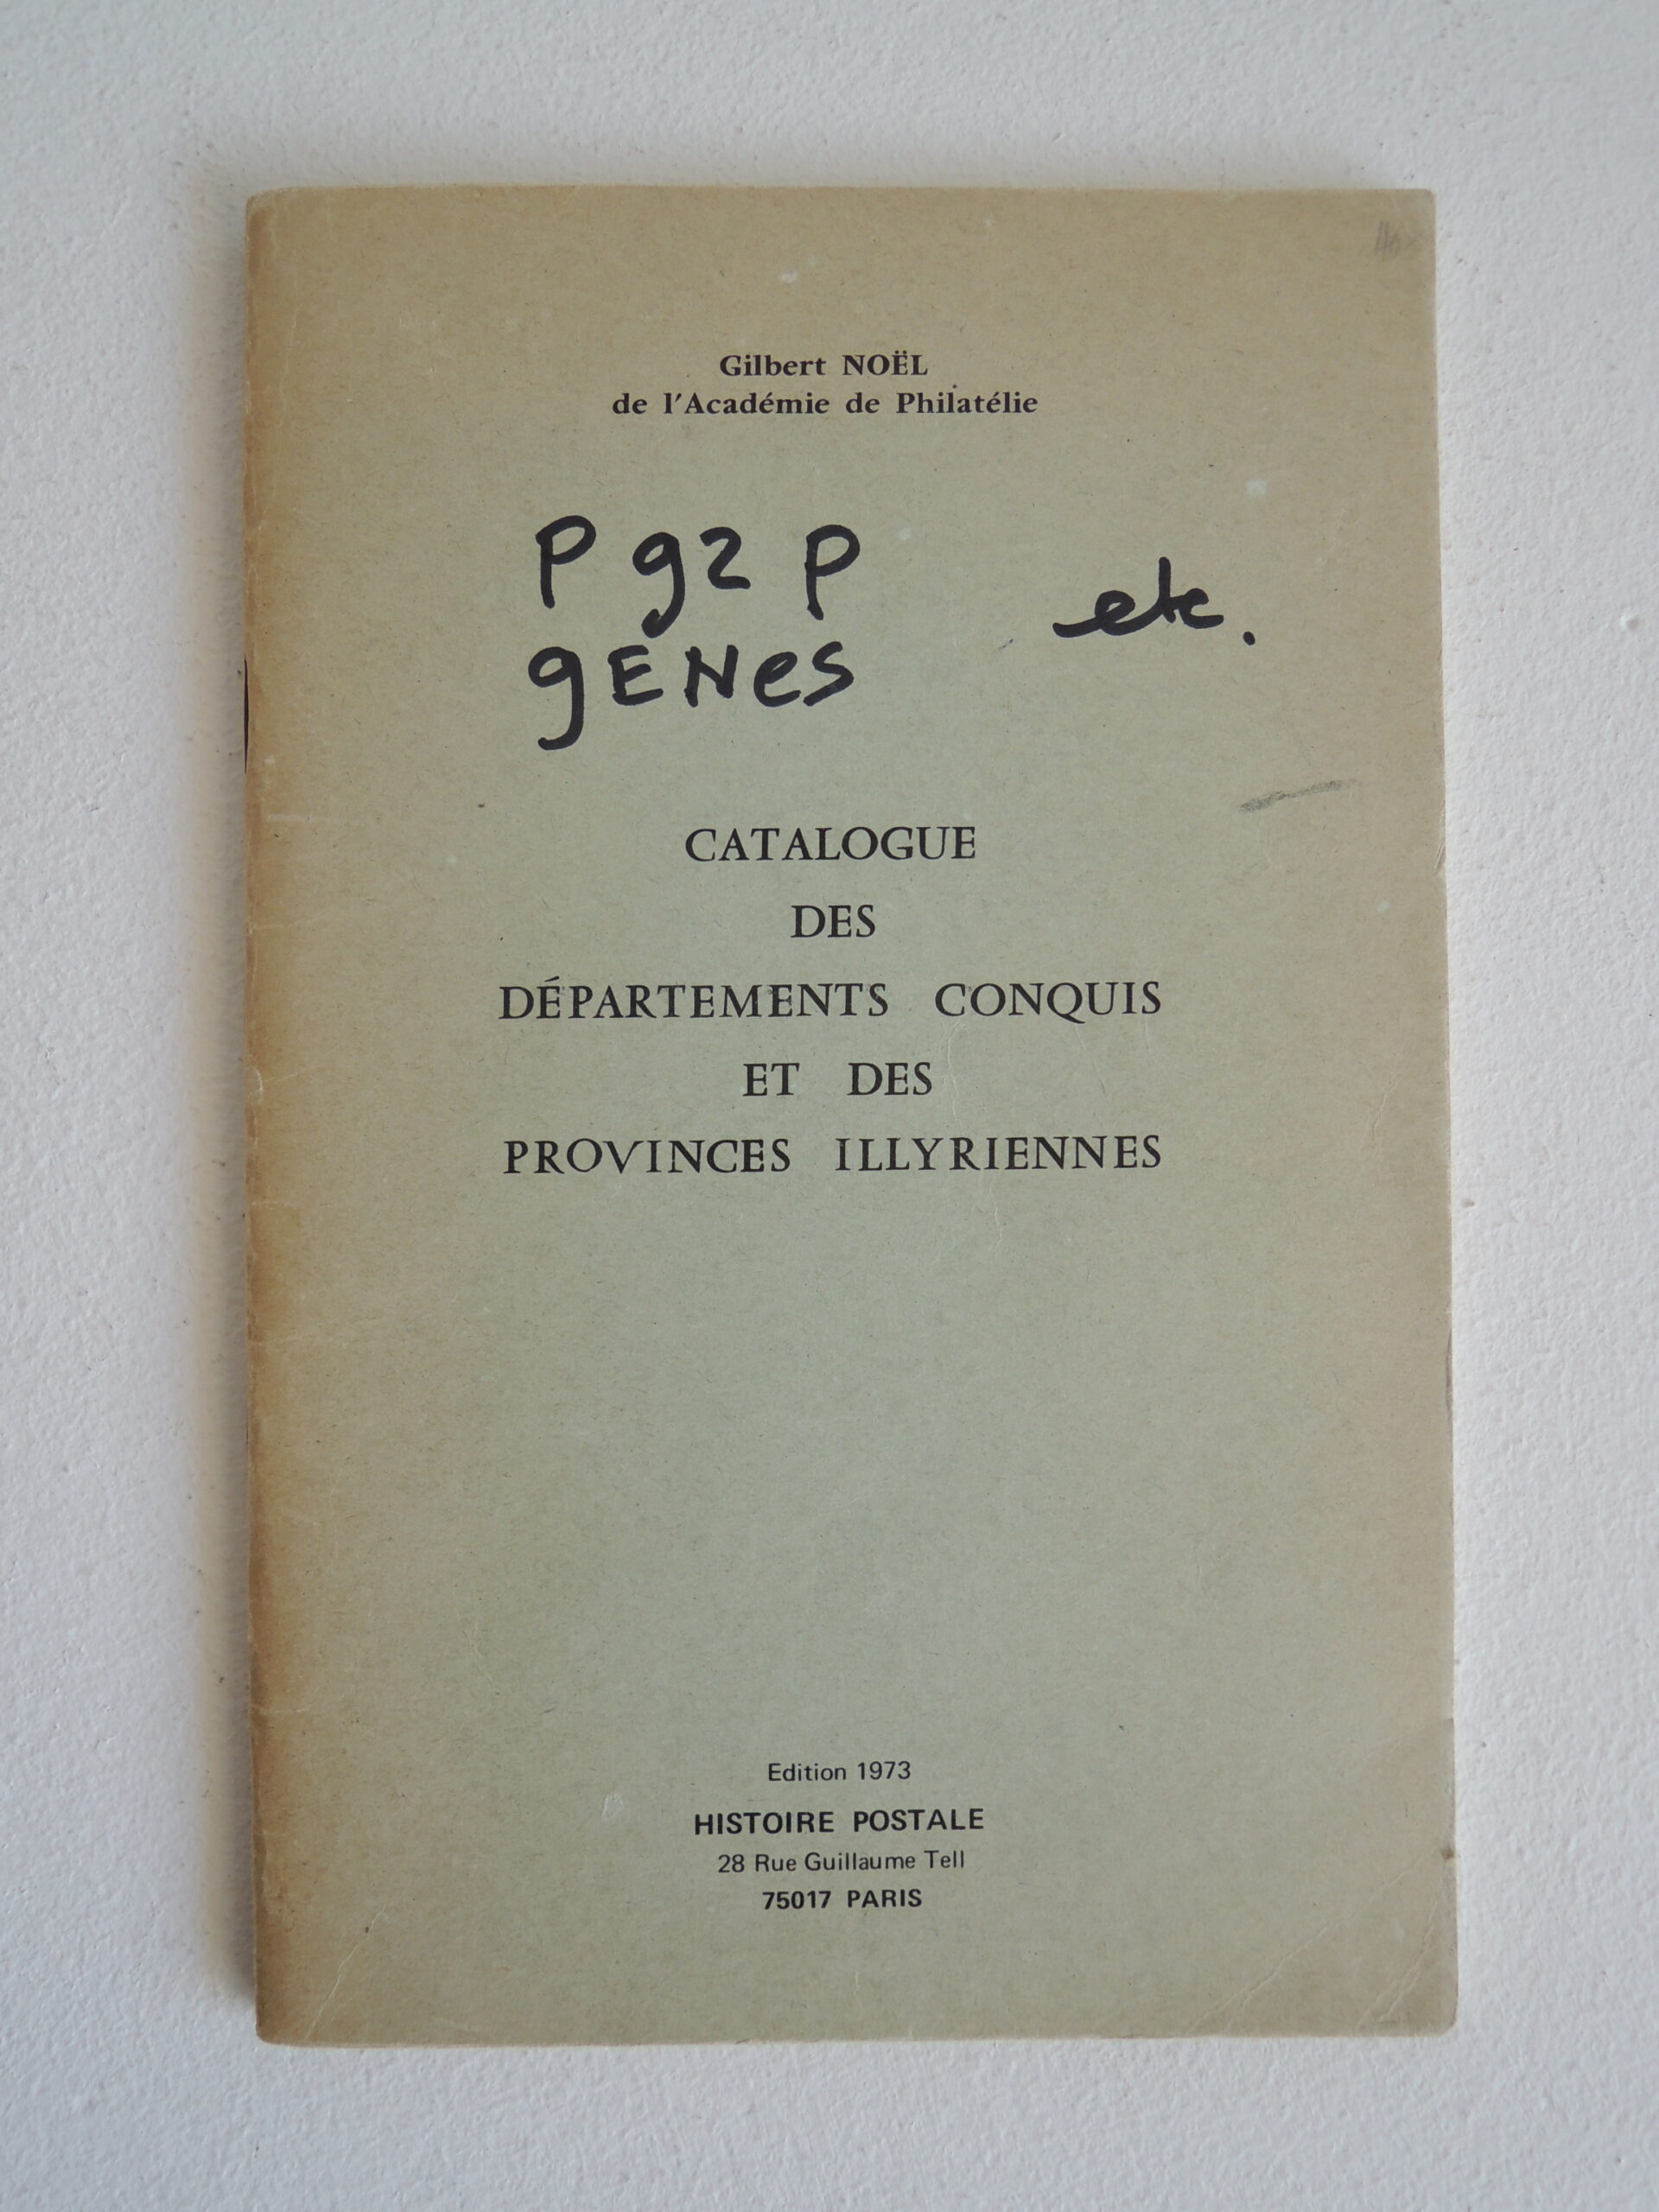 Gilbert NOËL
de l'Académie de Philatélie
P 92 P
etc.
gENes
CATALOGUE
DES
DÉPARTEMENTS CONQUIS
ET DES
PROVINCES ILLYRIENNES
Edition 1973
HISTOIRE POSTALE
28 Rue Guillaume Tell
75017 PARIS